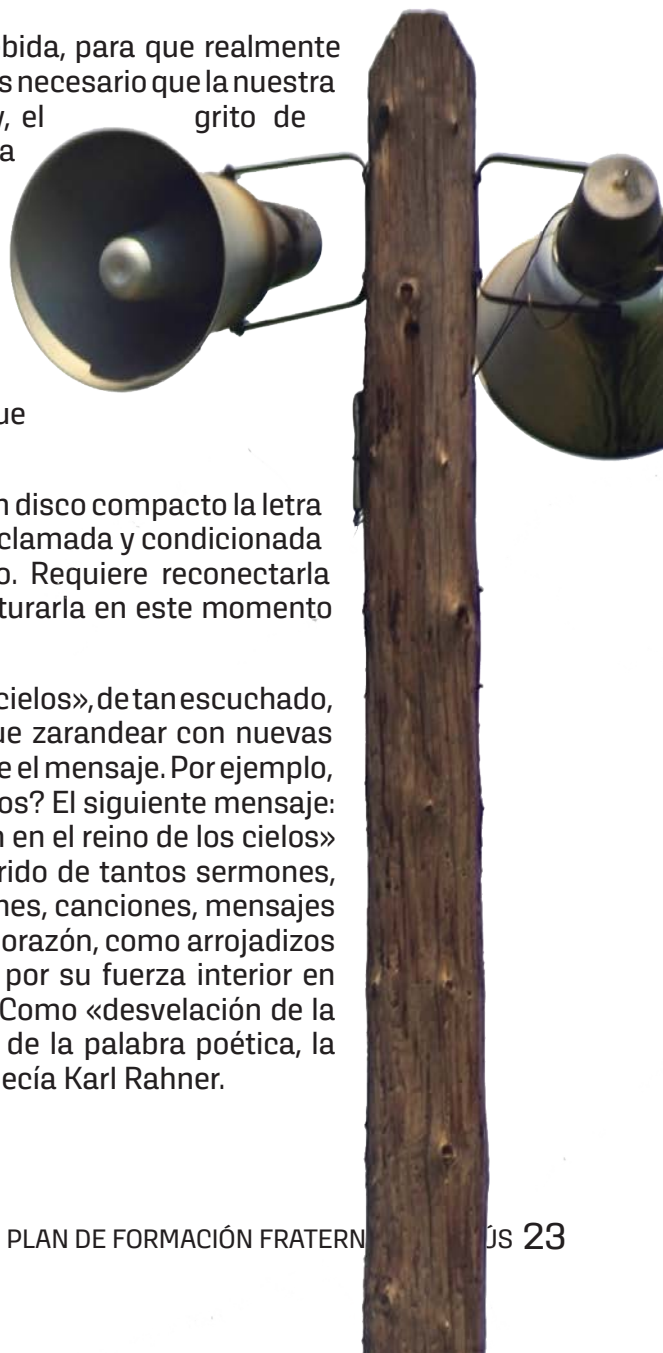 bida, para que realmente
s necesario que la nuestra
, el grito de
a
ue
n disco compacto la letra
clamada y condicionada
o. Requiere reconectarla
turarla en este momento
cielos», de tan escuchado,
ue zarandear con nuevas
e el mensaje. Por ejemplo,
os? El siguiente mensaje:
n en el reino de los cielos»
rido de tantos sermones,
nes, canciones, mensajes
orazón, como arrojadizos
por su fuerza interior en
Como «desvelación de la
de la palabra poética, la
ecía Karl Rahner.
PLAN DE FORMACIÓN FRATERN ÚS 23